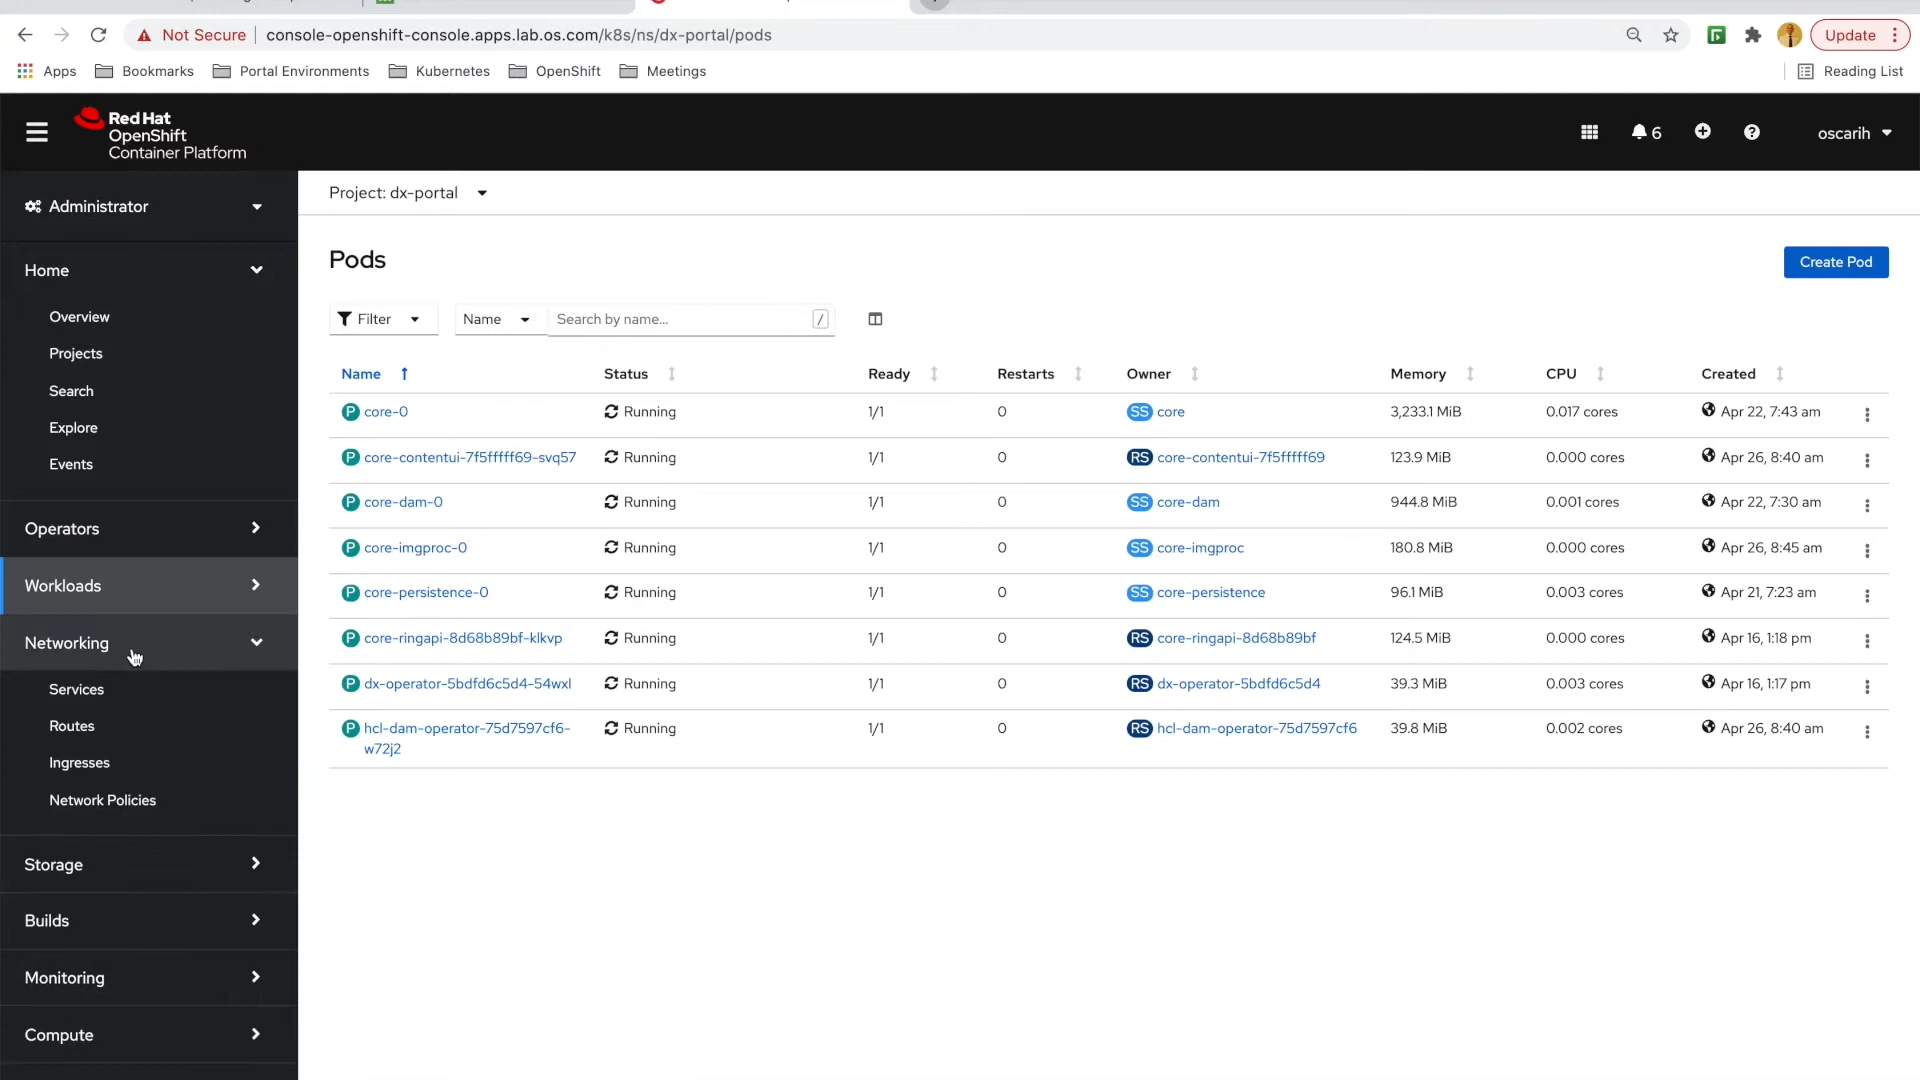 Not Secure console-openshift-console.apps.lab.os.com/k8s/ns/dx-portal/pods Update
Apps Bookmarks Portal Environments Kubernetes OpenShift Meetings Reading List
Red Hat
OpenShift
Container Platform
6
oscarih
Administrator
Home
Overview
Projects
Search
Explore
Events
Operators
Workloads
Networking
Services
Routes
Ingresses
Network Policies
Storage
Builds
Monitoring
Compute
Project: dx-portal
Pods
Create Pod
Filter Name Search by name... /
Name Status Ready Restarts Owner Memory CPU Created
P core-0 Running 1/1 0 SS core 3,233.1 MiB 0.017 cores Apr 22, 7:43 am
P core-contentui-7f5fffff69-svq57 Running 1/1 0 RS core-contentui-7f5fffff69 123.9 MiB 0.000 cores Apr 26, 8:40 am
P core-dam-0 Running 1/1 0 SS core-dam 944.8 MiB 0.001 cores Apr 22, 7:30 am
P core-imgproc-0 Running 1/1 0 SS core-imgproc 180.8 MiB 0.000 cores Apr 26, 8:45 am
P core-persistence-0 Running 1/1 0 SS core-persistence 96.1 MiB 0.003 cores Apr 21, 7:23 am
P core-ringapi-8d68b89bf-klkvp Running 1/1 0 RS core-ringapi-8d68b89bf 124.5 MiB 0.000 cores Apr 16, 1:18 pm
P dx-operator-5bdfd6c5d4-54wxl Running 1/1 0 RS dx-operator-5bdfd6c5d4 39.3 MiB 0.003 cores Apr 16, 1:17 pm
P hcl-dam-operator-75d7597cf6- Running 1/1 0 RS hcl-dam-operator-75d7597cf6 39.8 MiB 0.002 cores Apr 26, 8:40 am
w72j2